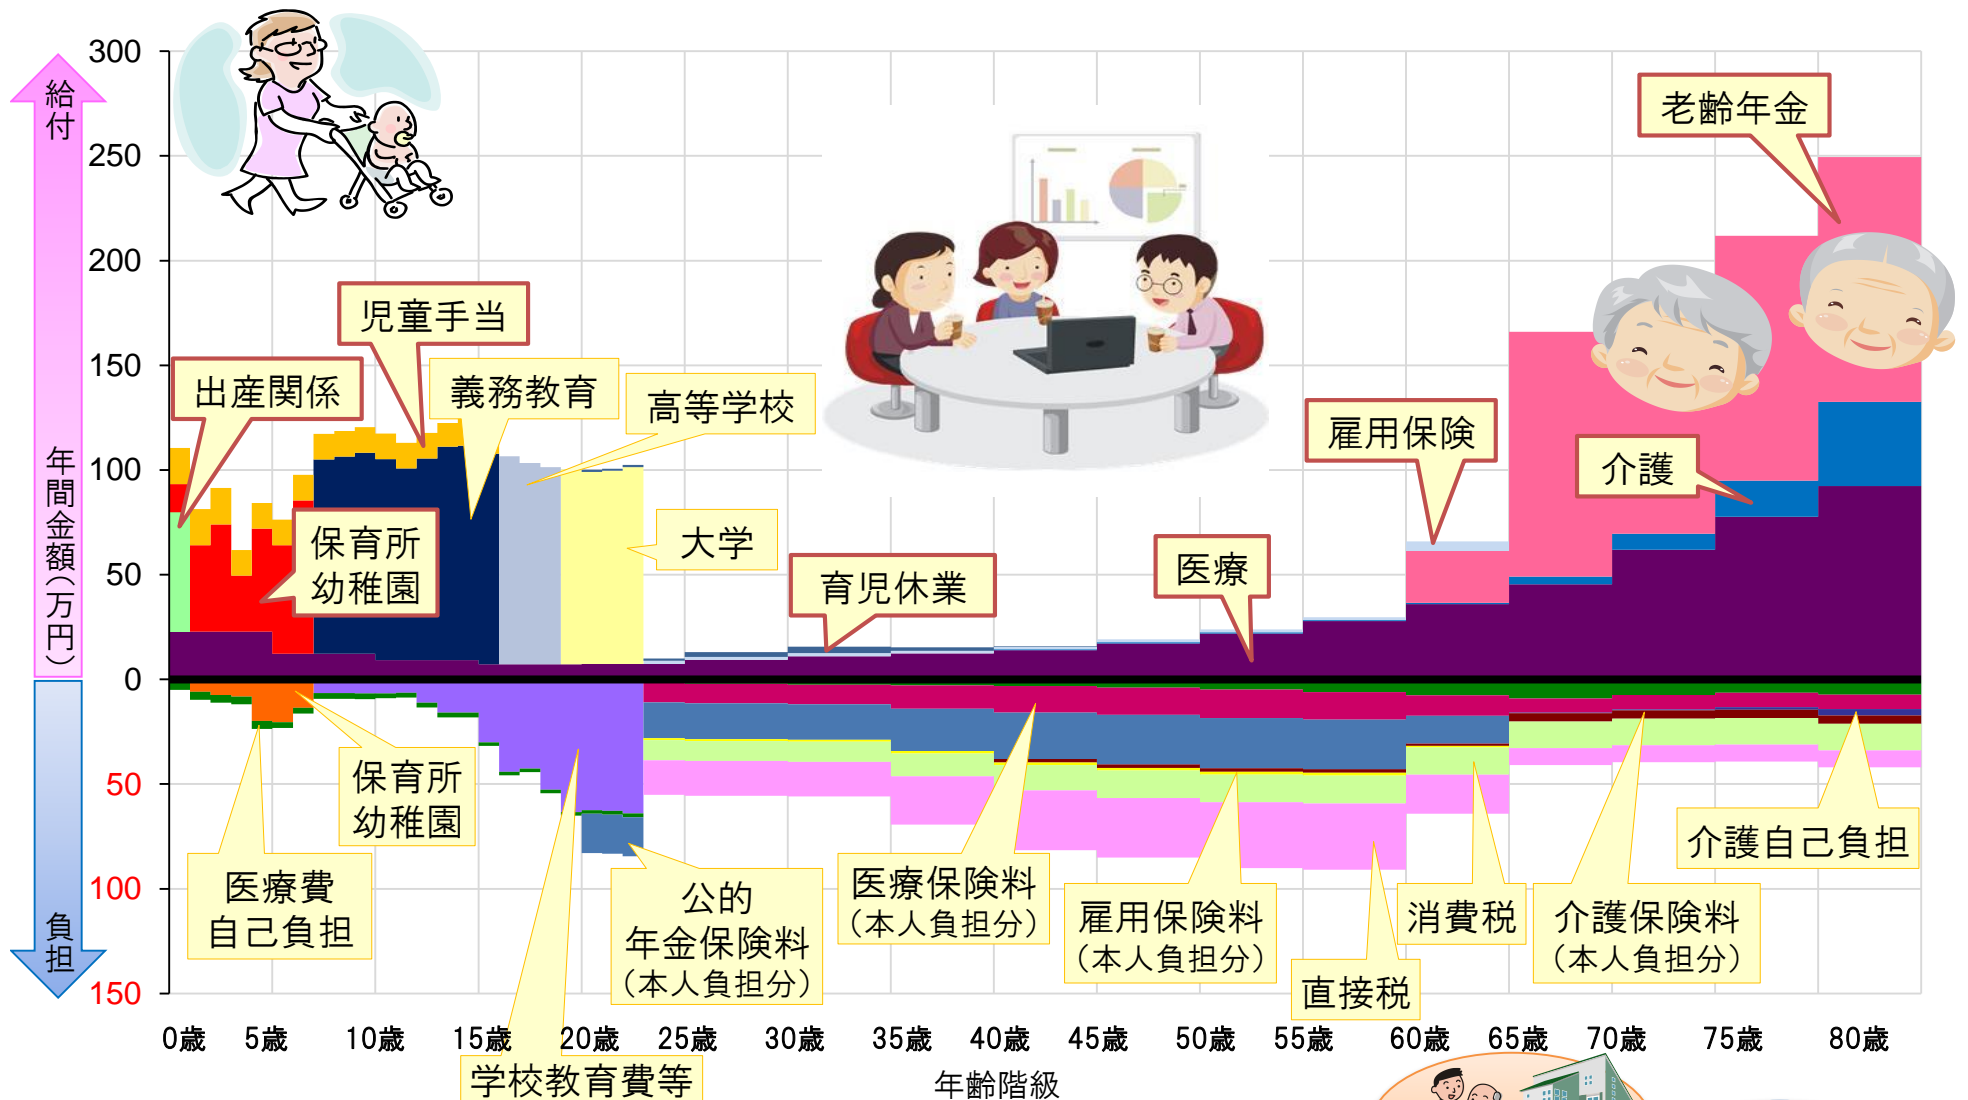 300
250
200
150
100
50
0
50
100
150
給付
年間金額（万円）
負担
出産関係
児童手当
義務教育
高等学校
保育所
幼稚園
大学
育児休業
医療
雇用保険
介護
老齢年金
医療費
自己負担
保育所
幼稚園
学校教育費等
公的
年金保険料
（本人負担分）
医療保険料
（本人負担分）
雇用保険料
（本人負担分）
直接税
消費税
介護保険料
（本人負担分）
介護自己負担
0歳 5歳 10歳 15歳 20歳 25歳 30歳 35歳 40歳 45歳 50歳 55歳 60歳 65歳 70歳 75歳 80歳
年齢階級